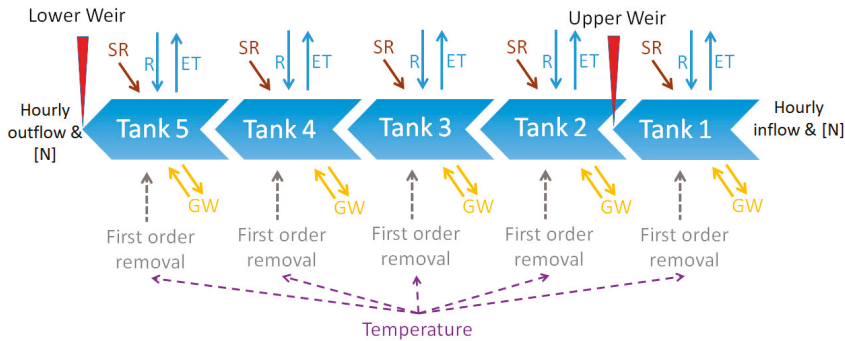 Lower Weir
Upper Weir
SR R ET
SR R ET
SR R ET
SR R ET
SR R ET
Hourly
outflow &
[N]
Tank 5
Tank 4
Tank 3
Tank 2
Tank 1
Hourly
inflow & [N]
GW
GW
GW
GW
GW
First order
removal
First order
removal
First order
removal
First order
removal
First order
removal
Temperature